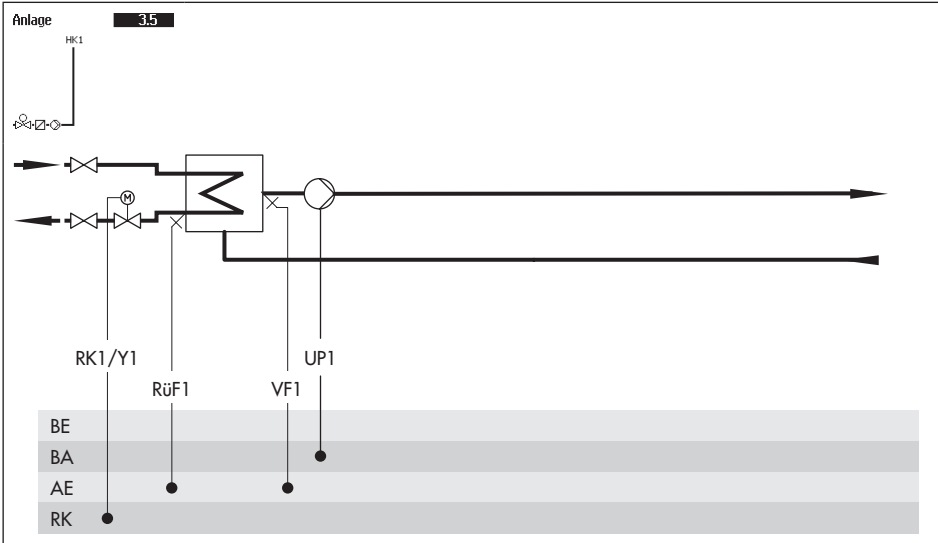 Anlage 3.5
HK1
M
RK1/Y1
UP1
RüF1
VF1
BE
BA
AE
RK